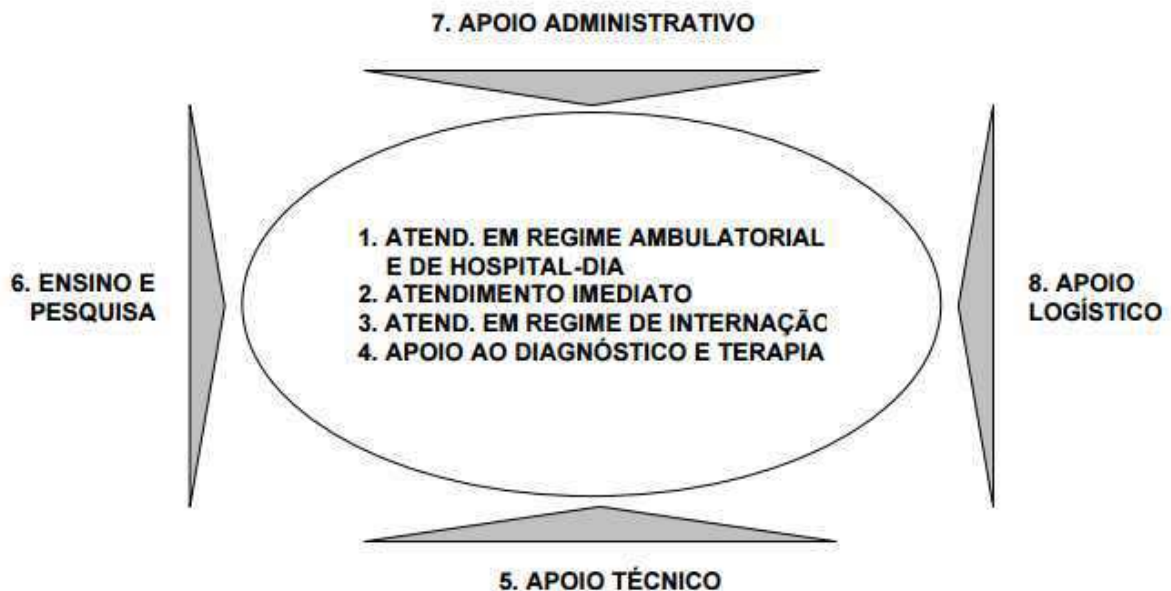 7. APOIO ADMINISTRATIVO
1. ATEND. EM REGIME AMBULATORIAL
E DE HOSPITAL-DIA
2. ATENDIMENTO IMEDIATO
3. ATEND. EM REGIME DE INTERNAÇÃO
4. APOIO AO DIAGNÓSTICO E TERAPIA
6. ENSINO E
PESQUISA
8. APOIO
LOGÍSTICO
5. APOIO TÉCNICO